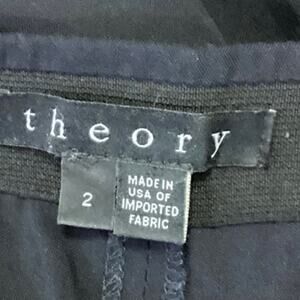 theory
2
MADE IN
USA OF
IMPORTED
FABRIC